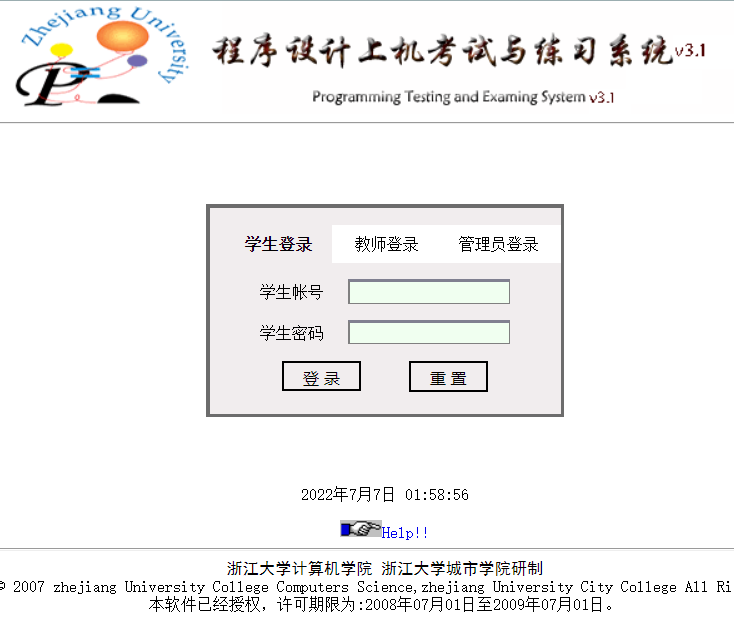 Zhejiang University
程序设计上机考试与练习系统v3.1
Programming Testing and Examing System v3.1
学生登录 教师登录 管理员登录
学生帐号
学生密码
登 录 重 置
2022年7月7日 01:58:56
Help!!
浙江大学计算机学院 浙江大学城市学院研制
© 2007 zhejiang University College Computers Science,zhejiang University City College All Ri
本软件已经授权，许可期限为:2008年07月01日至2009年07月01日。